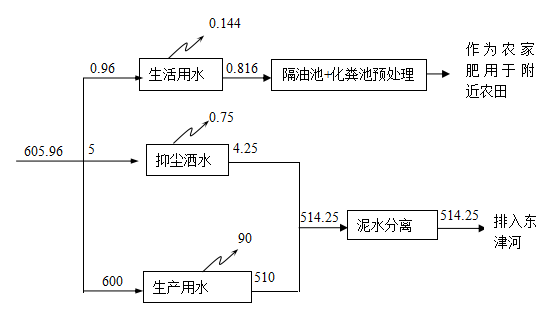 0.144
0.96
生活用水
0.816
隔油池+化粪池预处理
作为农家
肥用于附
近农田
0.75
605.96
5
抑尘洒水
4.25
514.25
泥水分离
514.25
排入东
津河
90
600
生产用水
510